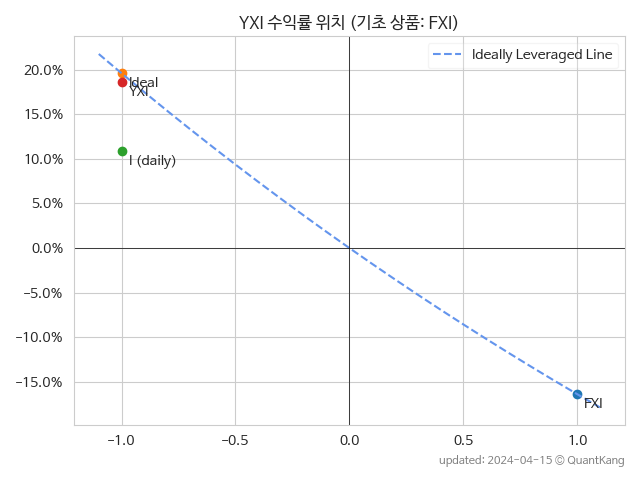 YXI 수익률 위치 (기초 상품: FXI)
Ideally Leveraged Line
20.0%
15.0%
10.0%
5.0%
0.0%
−5.0%
−10.0%
−15.0%
Ideal
YXI
I (daily)
FXI
−1.0 −0.5 0.0 0.5 1.0
updated: 2024-04-15 © QuantKang